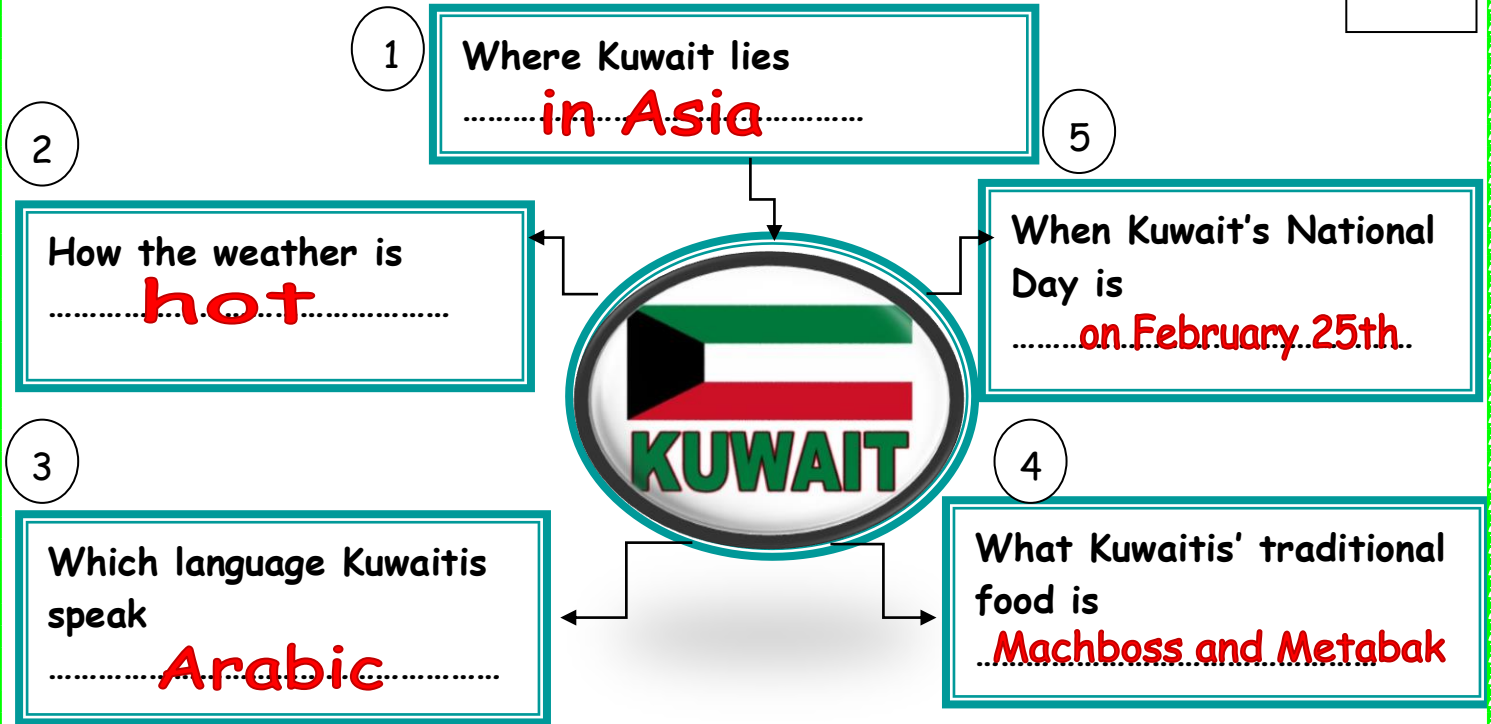 1
Where Kuwait lies
………in Asia…………
2
How the weather is
………hot…………
3
Which language Kuwaitis
speak
………Arabic…………
4
What Kuwaitis’ traditional
food is
Machboss and Metabak
5
When Kuwait’s National
Day is
………on February 25th
KUWAIT